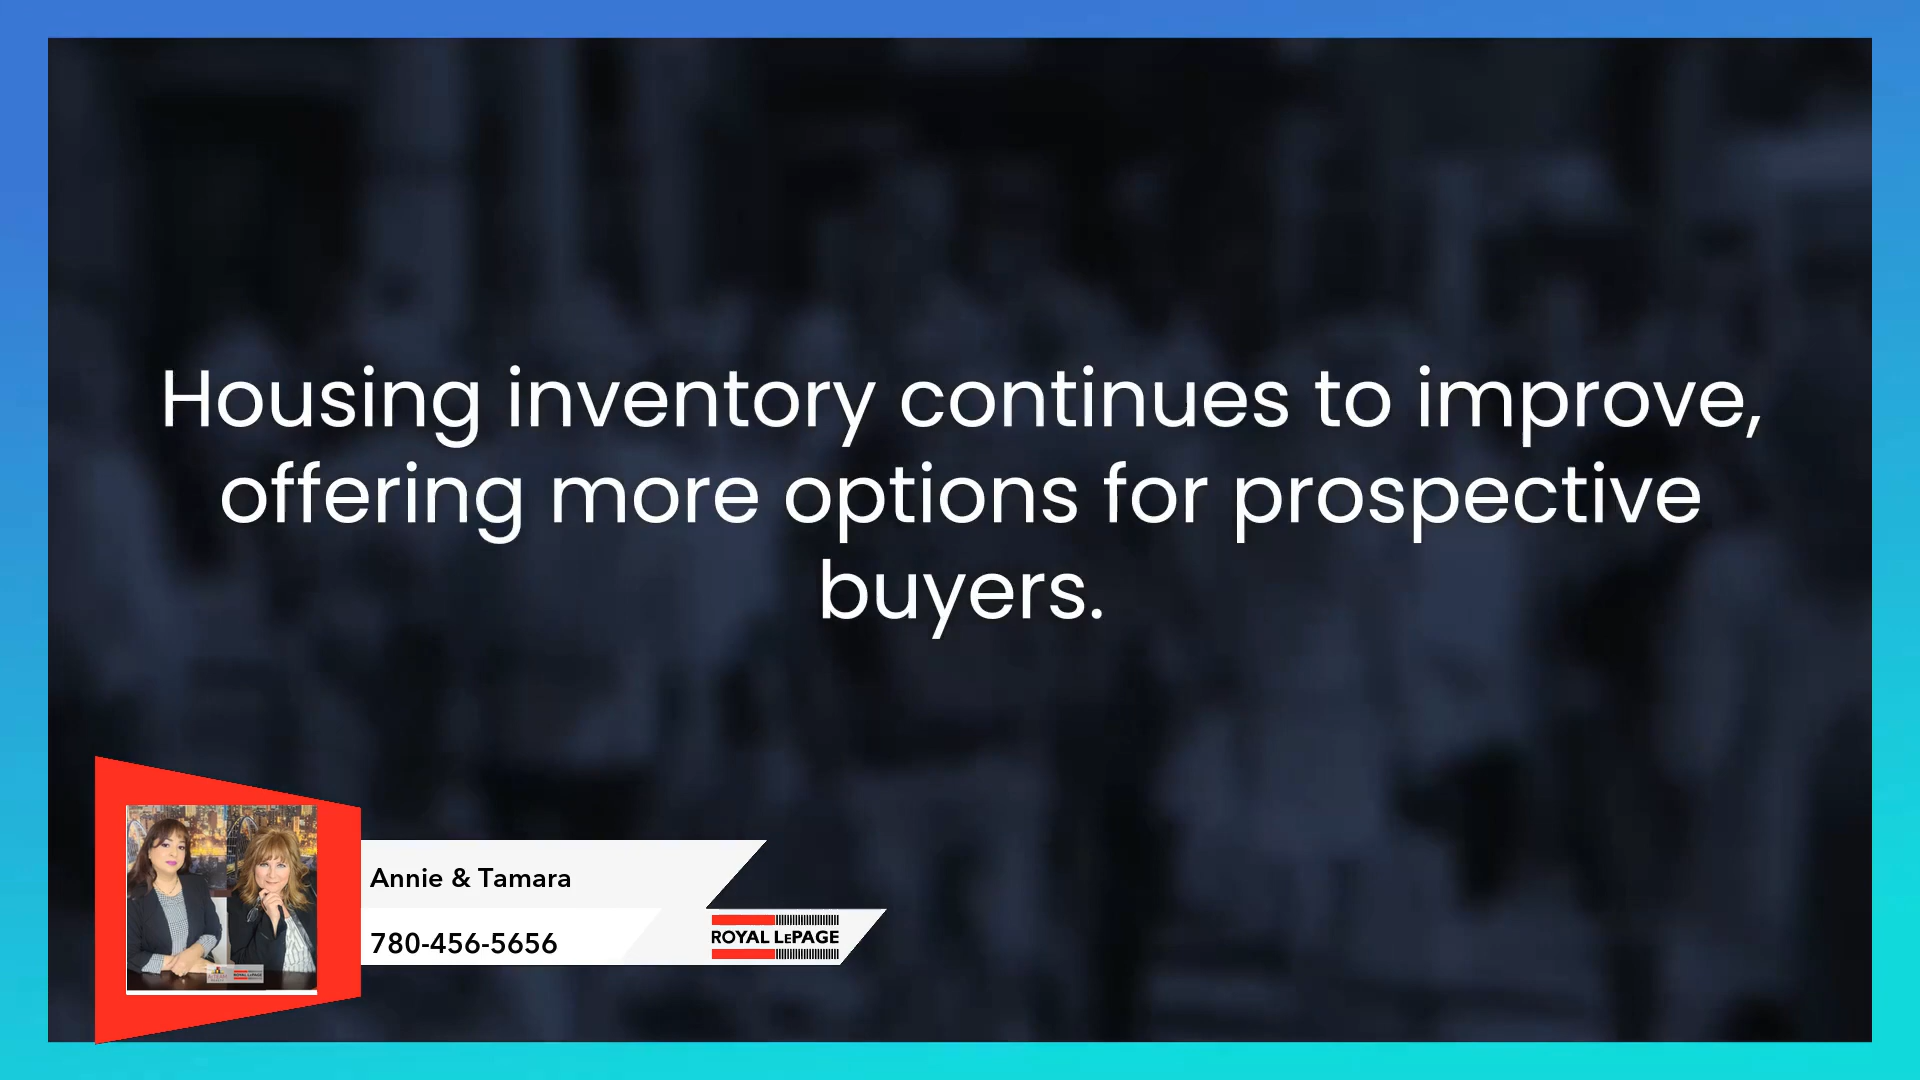 Housing inventory continues to improve,
offering more options for prospective
buyers.
Annie & Tamara
780-456-5656
ROYAL LEPAGE